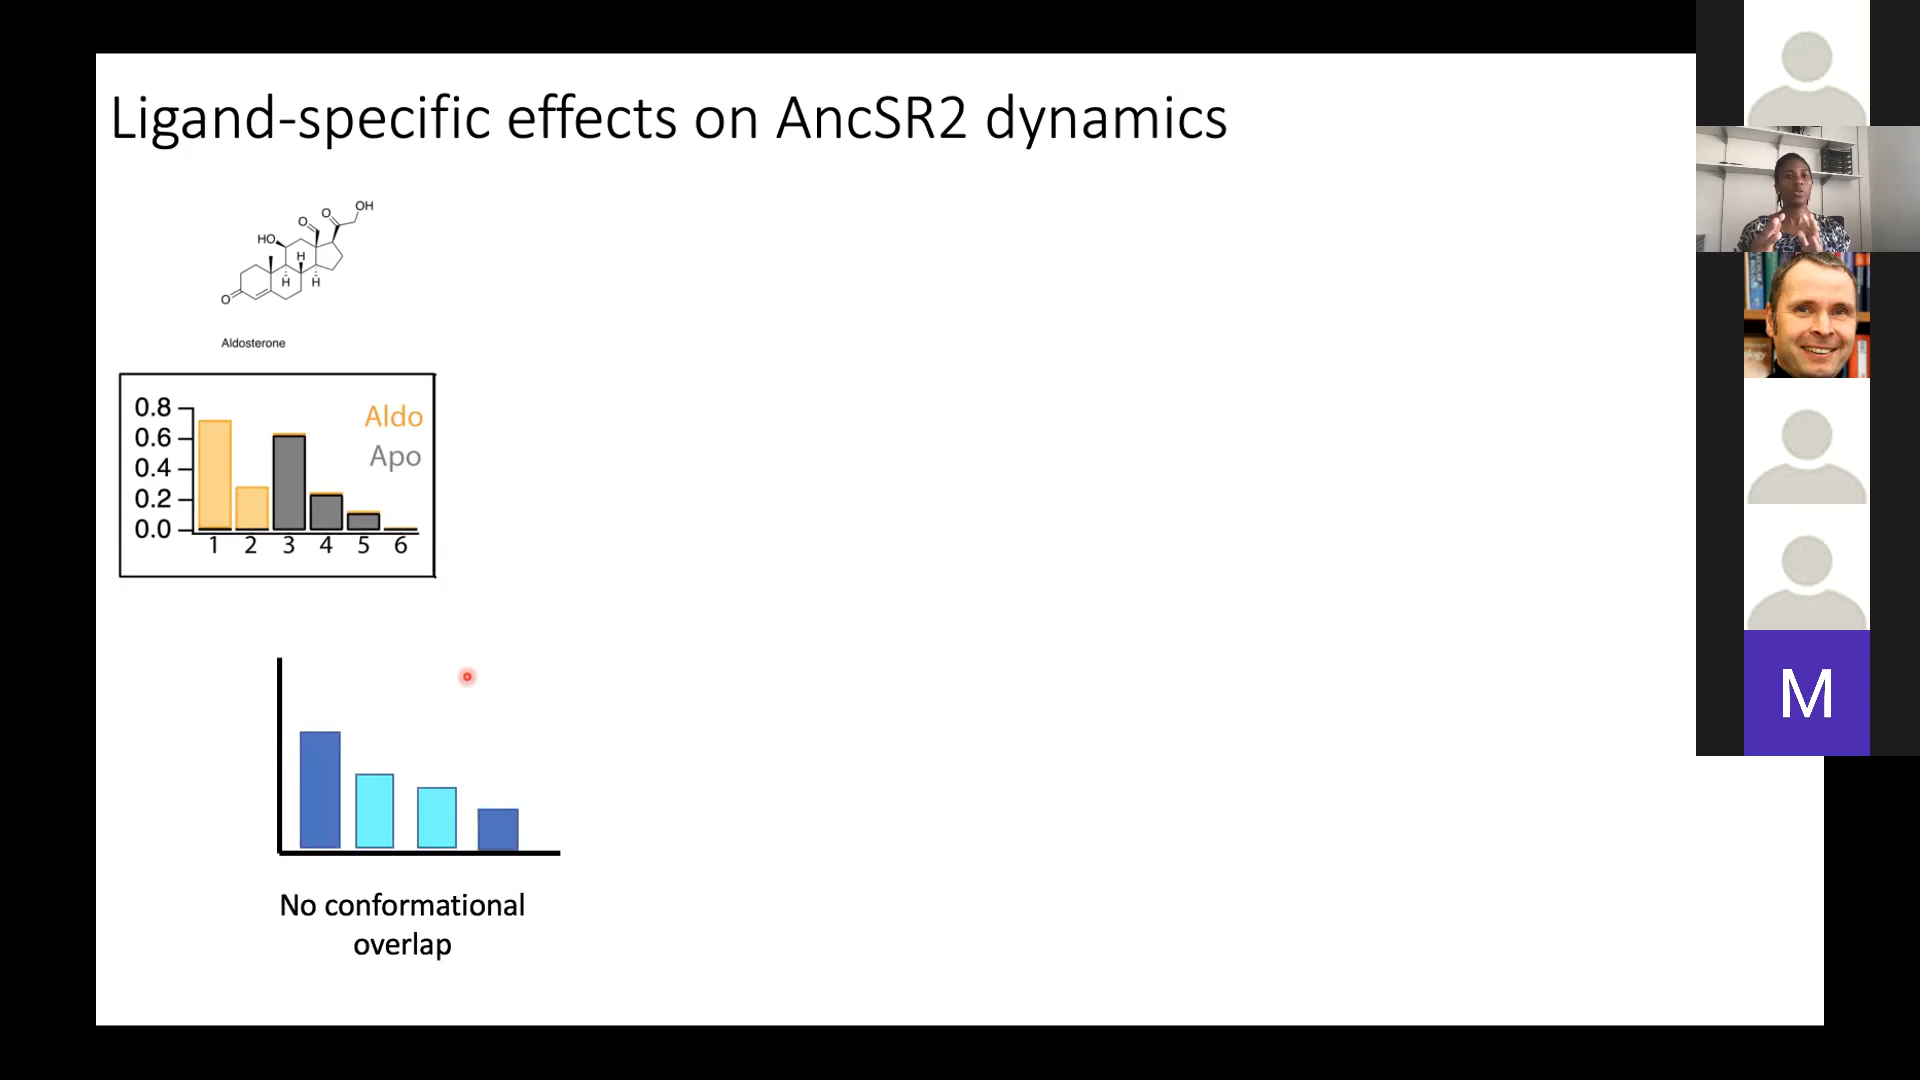 Ligand-specific effects on AncSR2 dynamics
OH
O
O
HO
H
H
H
O
Aldosterone
0.8
0.6
0.4
0.2
0.0
Aldo
Apo
1 2 3 4 5 6
No conformational
overlap
M